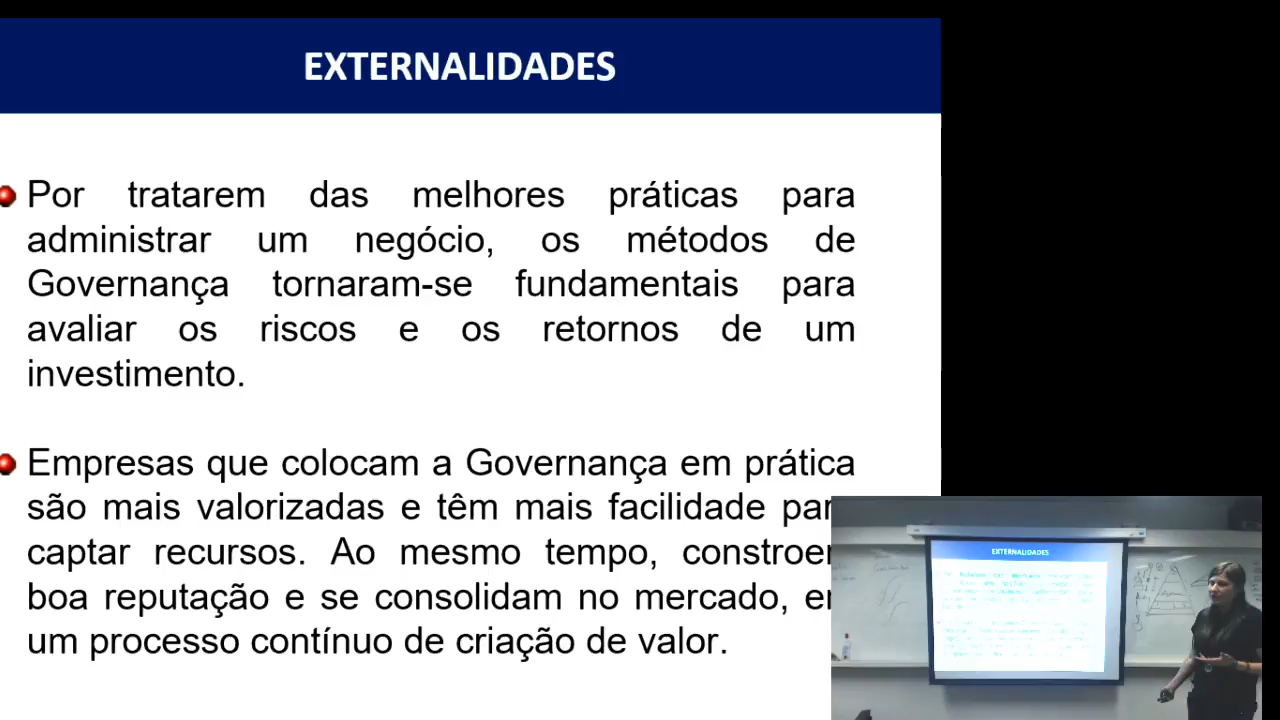 EXTERNALIDADES
Por tratarem das melhores práticas para
administrar um negócio, os métodos de
Governança tornaram-se fundamentais para
avaliar os riscos e os retornos de um
investimento.
Empresas que colocam a Governança em prática
são mais valorizadas e têm mais facilidade
captar recursos. Ao mesmo tempo,
boa reputação e se consolidam no mercado,
um processo contínuo de criação de valor.
EXTERNALIDADES